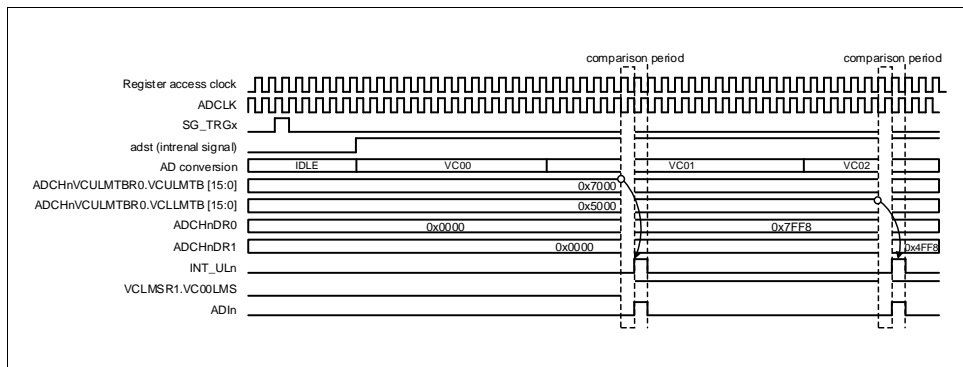 comparison period comparison period
Register access clock
ADCLK
SG_TRGx
adst (intrenal signal)
AD conversion IDLE VC00 VC01 VC02
ADCHnVCULMTBR0.VCULMTB [15:0] 0x7000
ADCHnVCULMTBR0.VCLLMTB [15:0] 0x5000
ADCHnDR0 0x0000 0x7FF8
ADCHnDR1 0x0000 0x4FF8
INT_ULn
VCLMSR1.VC00LMS
ADIn